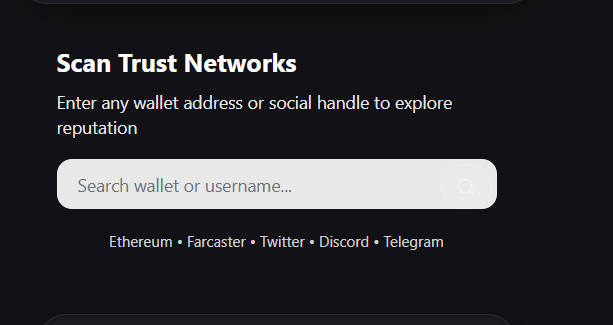 Scan Trust Networks
Enter any wallet address or social handle to explore
reputation
Search wallet or username...
Ethereum • Farcaster • Twitter • Discord • Telegram